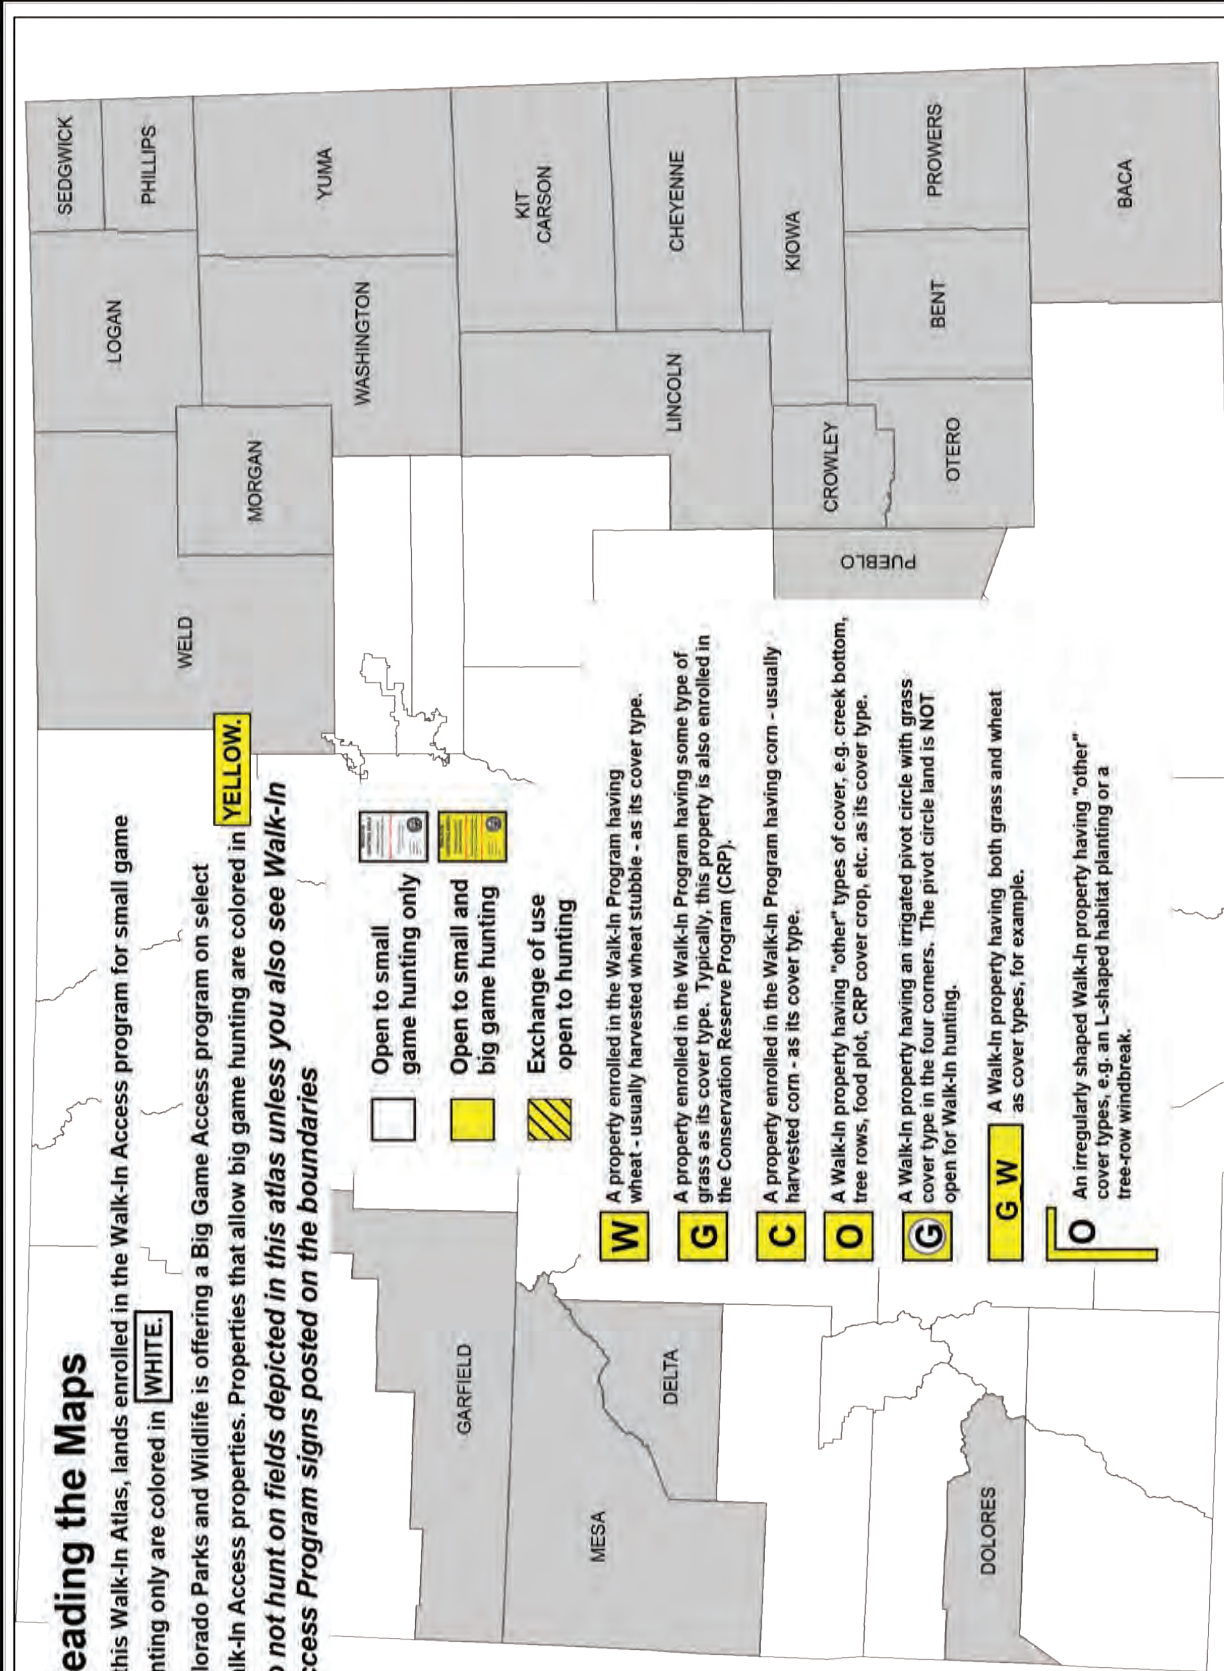 eading the Maps
this Walk-In Atlas, lands enrolled in the Walk-In Access program for small game
nting only are colored in WHITE.
lorado Parks and Wildlife is offering a Big Game Access program on select
lk-In Access properties. Properties that allow big game hunting are colored in YELLOW.
o not hunt on fields depicted in this atlas unless you also see Walk-In
ccess Program signs posted on the boundaries
Open to small
game hunting only
Open to small and
big game hunting
Exchange of use
open to hunting
W A property enrolled in the Walk-In Program having
wheat - usually harvested wheat stubble - as its cover type.
G A property enrolled in the Walk-In Program having some type of
grass as its cover type. Typically, this property is also enrolled in
the Conservation Reserve Program (CRP).
C A property enrolled in the Walk-In Program having corn - usually
harvested corn - as its cover type.
O A Walk-In property having "other" types of cover, e.g. creek bottom,
tree rows, food plot, CRP cover crop, etc. as its cover type.
G A Walk-In property having an irrigated pivot circle with grass
cover type in the four corners. The pivot circle land is NOT
open for Walk-In hunting.
G W A Walk-In property having both grass and wheat
as cover types, for example.
O An irregularly shaped Walk-In property having "other"
cover types, e.g. an L-shaped habitat planting or a
tree-row windbreak.
SEDGWICK
PHILLIPS
LOGAN
YUMA
WELD
MORGAN
WASHINGTON
KIT
CARSON
CHEYENNE
LINCOLN
KIOWA
CROWLEY
PUEBLO
OTERO
BENT
PROWERS
BACA
GARFIELD
MESA
DELTA
DOLORES